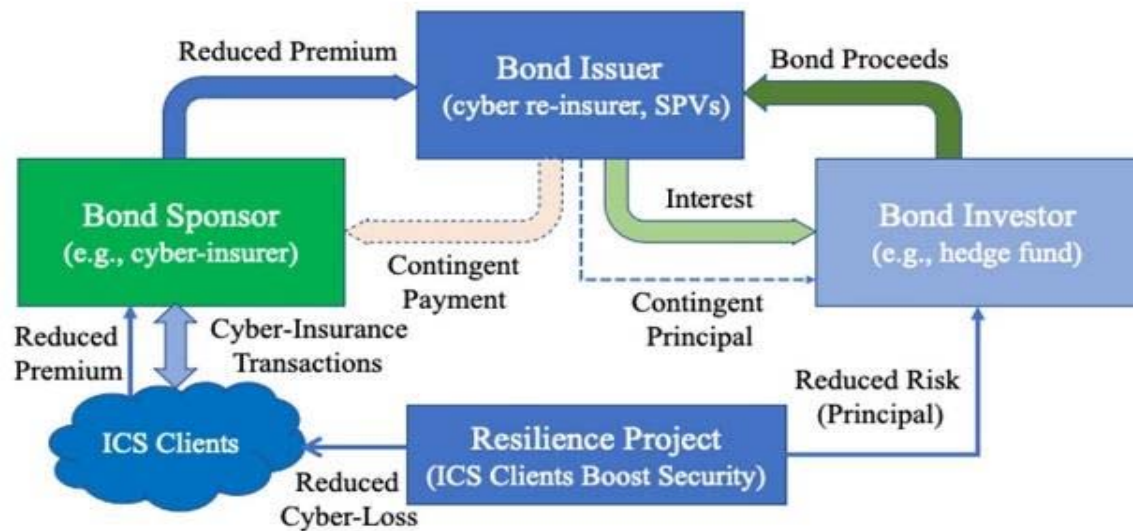 Reduced Premium
Bond Issuer
(cyber re-insurer, SPVs)
Bond Proceeds
Bond Sponsor
(e.g., cyber-insurer)
Interest
Bond Investor
(e.g., hedge fund)
Contingent
Payment
Contingent
Principal
Reduced
Premium
Cyber-Insurance
Transactions
Reduced Risk
(Principal)
ICS Clients
Resilience Project
(ICS Clients Boost Security)
Reduced
Cyber-Loss